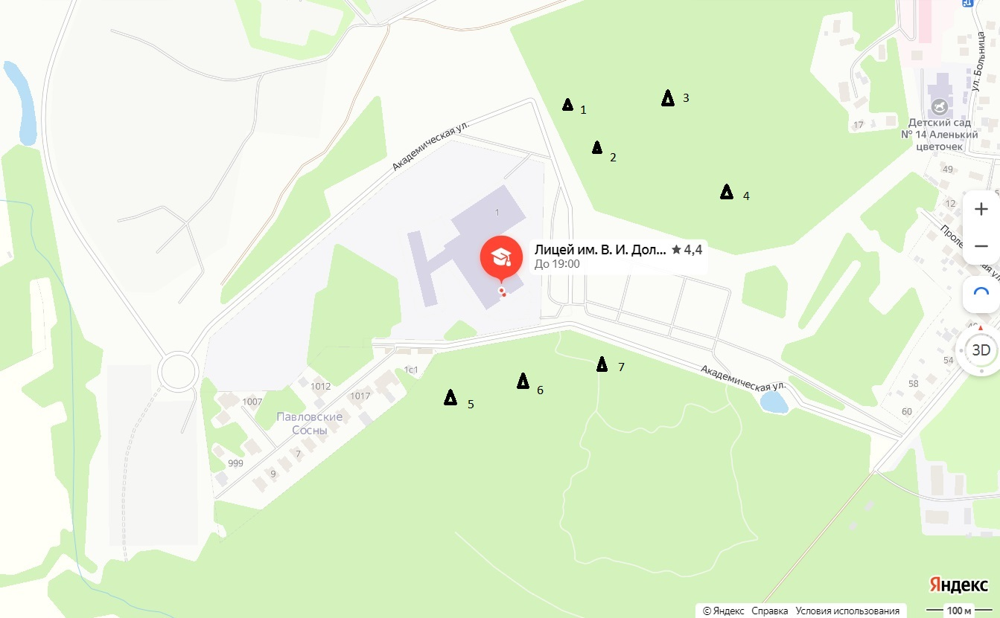 ул. Больница
3
1
Детский сад
№ 14 Аленький
цветочек
17
Академическая ул.
2
49
4
12
1
Лицей им. В. И. Дол... ★ 4,4
До 19:00
3D
54
7
1с1
Академическая ул.
58
1012
6
1017
5
1007
60
Павловские
Сосны
7
999
9
Яндекс
© Яндекс Справка Условия использования
100 м